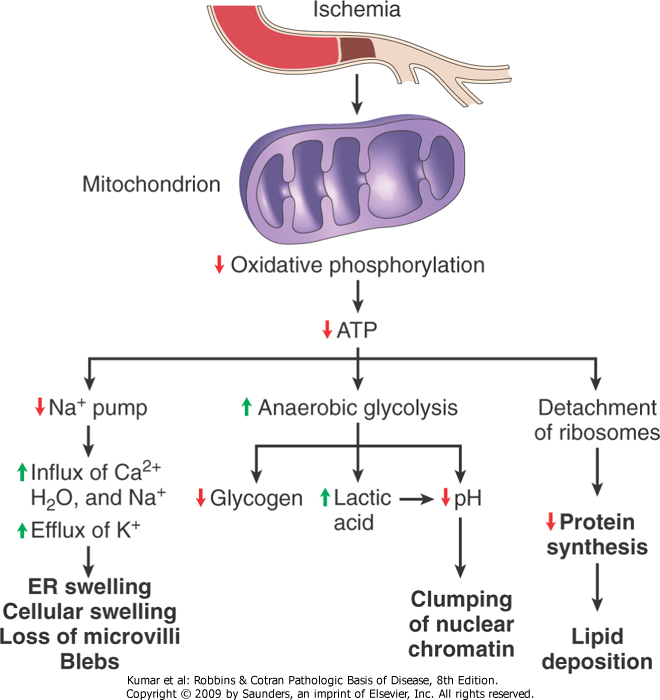 Ischemia
Mitochondrion
Oxidative phosphorylation
ATP
Na⁺ pump
Influx of Ca²⁺
H₂O, and Na⁺
Efflux of K⁺
ER swelling
Cellular swelling
Loss of microvilli
Blebs
Anaerobic glycolysis
Glycogen
Lactic
acid
pH
Clumping
of nuclear
chromatin
Detachment
of ribosomes
Protein
synthesis
Lipid
deposition
Kumar et al: Robbins & Cotran Pathologic Basis of Disease, 8th Edition.
Copyright © 2009 by Saunders, an imprint of Elsevier, Inc. All rights reserved.